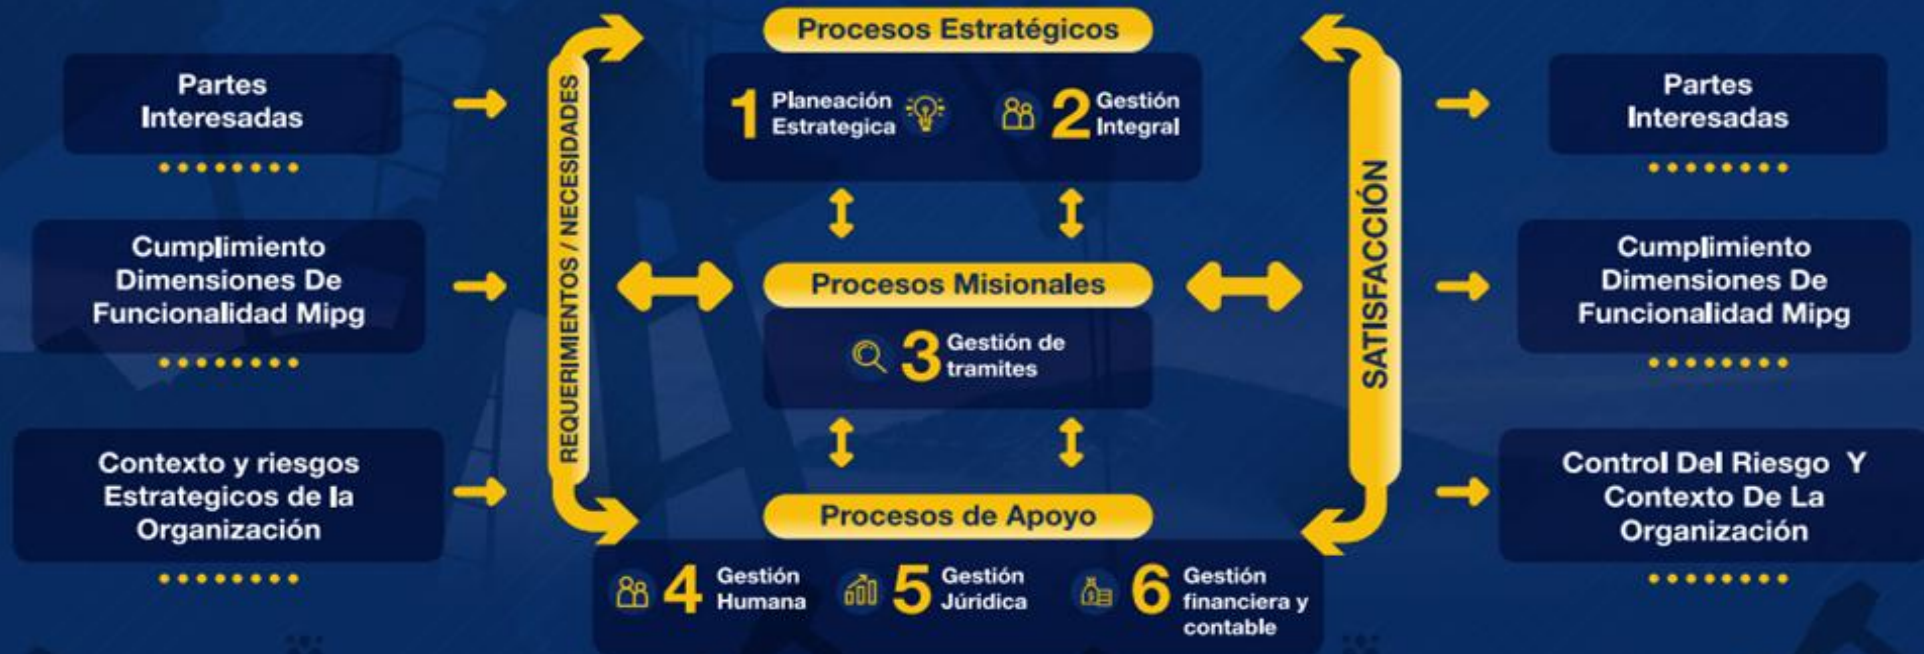 Partes
Interesadas
Cumplimiento
Dimensiones De
Funcionalidad Mipg
Contexto y riesgos
Estrategicos de la
Organización
REQUERIMIENTOS / NECESIDADES
Procesos Estratégicos
1 Planeación
Estrategica
2 Gestión
Integral
Procesos Misionales
3 Gestión de
tramites
Procesos de Apoyo
4 Gestión
Humana
5 Gestión
Júridica
6 Gestión
financiera y
contable
SATISFACCIÓN
Partes
Interesadas
Cumplimiento
Dimensiones De
Funcionalidad Mipg
Control Del Riesgo Y
Contexto De La
Organización